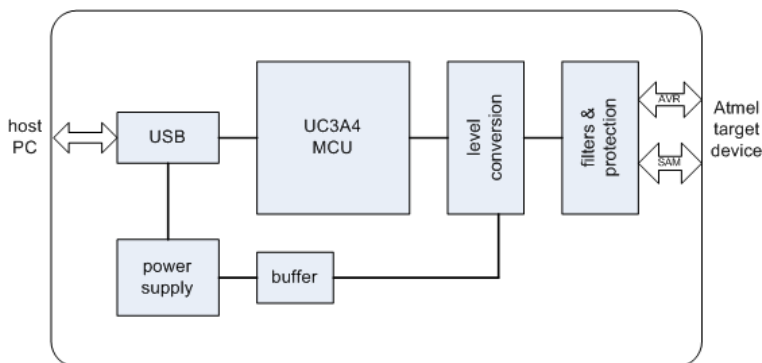 host
PC
USB
UC3A4
MCU
level
conversion
filters &
protection
AVR
SAM
Atmel
target
device
power
supply
buffer